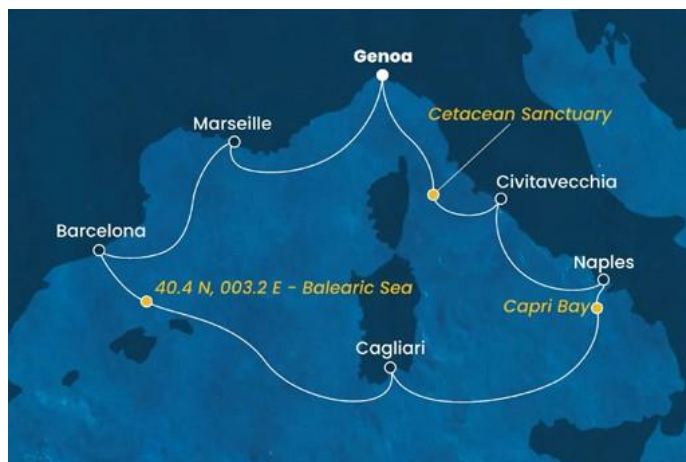 Genoa
Cetacean Sanctuary
Marseille
Civitavecchia
Barcelona
Naples
40.4 N, 003.2 E - Balearic Sea
Capri Bay
Cagliari